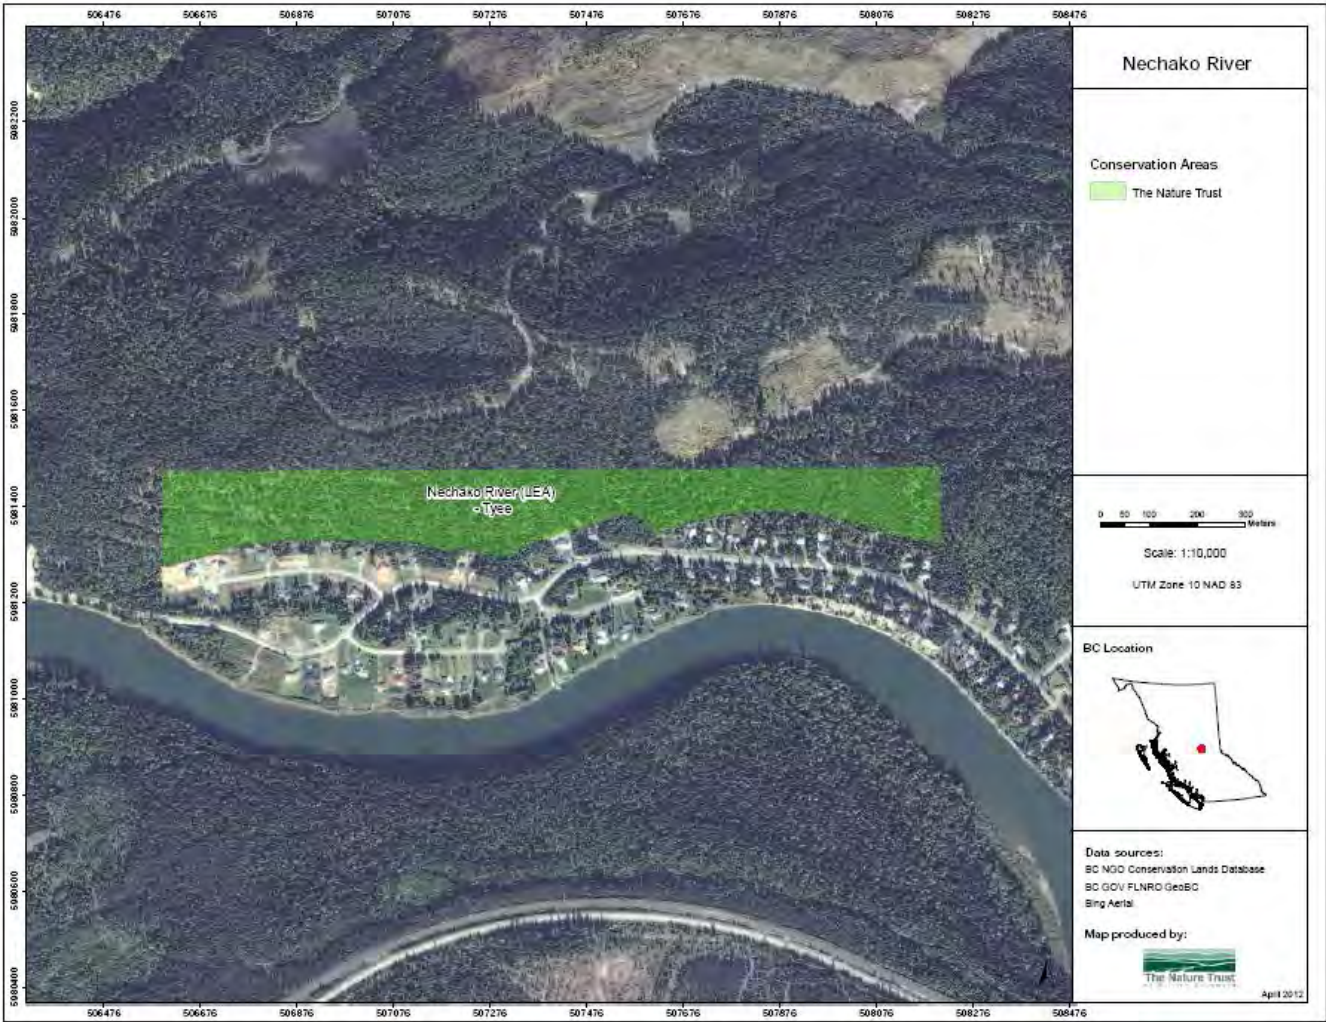 506476 506676 506876 507076 507276 507476 507676 507876 508076 508276 508476
Nechako River
5982200
5982000
5981800
5981600
5981400
5981200
5981000
5980800
5980600
5980400
Conservation Areas
The Nature Trust
Nechako River (LEA)
- Tyee
0 50 100 200 300
Meters
Scale: 1:10,000
UTM Zone 10 NAD 83
BC Location
Data sources:
BC NGO Conservation Lands Database
BC GOV FLNRO GeoBC
Bing Aerial
Map produced by:
The Nature Trust
April 2012
506476 506676 506876 507076 507276 507476 507676 507876 508076 508276 508476